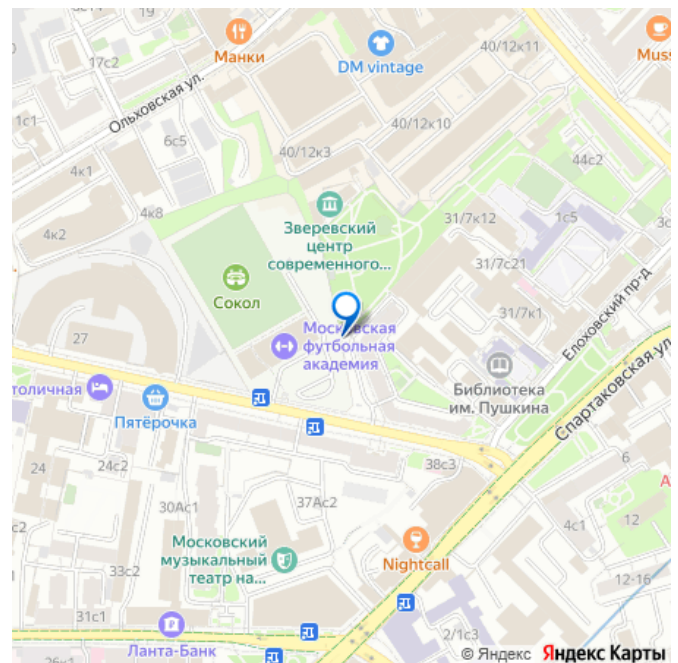 19
3c14
17с2
Манки
DM vintage
40/12к11
Muss
Ольховская ул.
1с1
6с5
40/12к10
40/12к3
4к1
44с2
4к8
4к2
Зверевский
центр
современного...
31/7к12
1с5
31/7с21
Сокол
31/7к1
Елоховский пр-д
27
Московская
футбольная
академия
Библиотека
им. Пушкина
Спартаковская ул.
толичная
Пятёрочка
24
24с2
38с3
6
30Ас1
37Ас2
4с1
12
Московский
музыкальный
театр на...
33с2
Nightcall
12-16
31с1
Ланта-Банк
2/1с3
26к1
© Яндекс Яндекс Карты